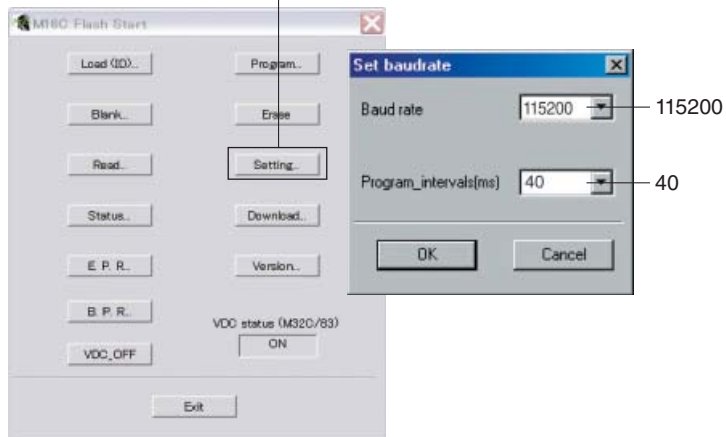 M16C Flash Start
Load (ID)...
Program...
Blank...
Erase
Read...
Setting...
Status...
Download...
E. P. R...
Version...
B. P. R...
VDC status (M32C/83)
ON
VDC_OFF
Exit
Set baudrate
Baud rate
115200
115200
Program_intervals(ms)
40
40
OK
Cancel